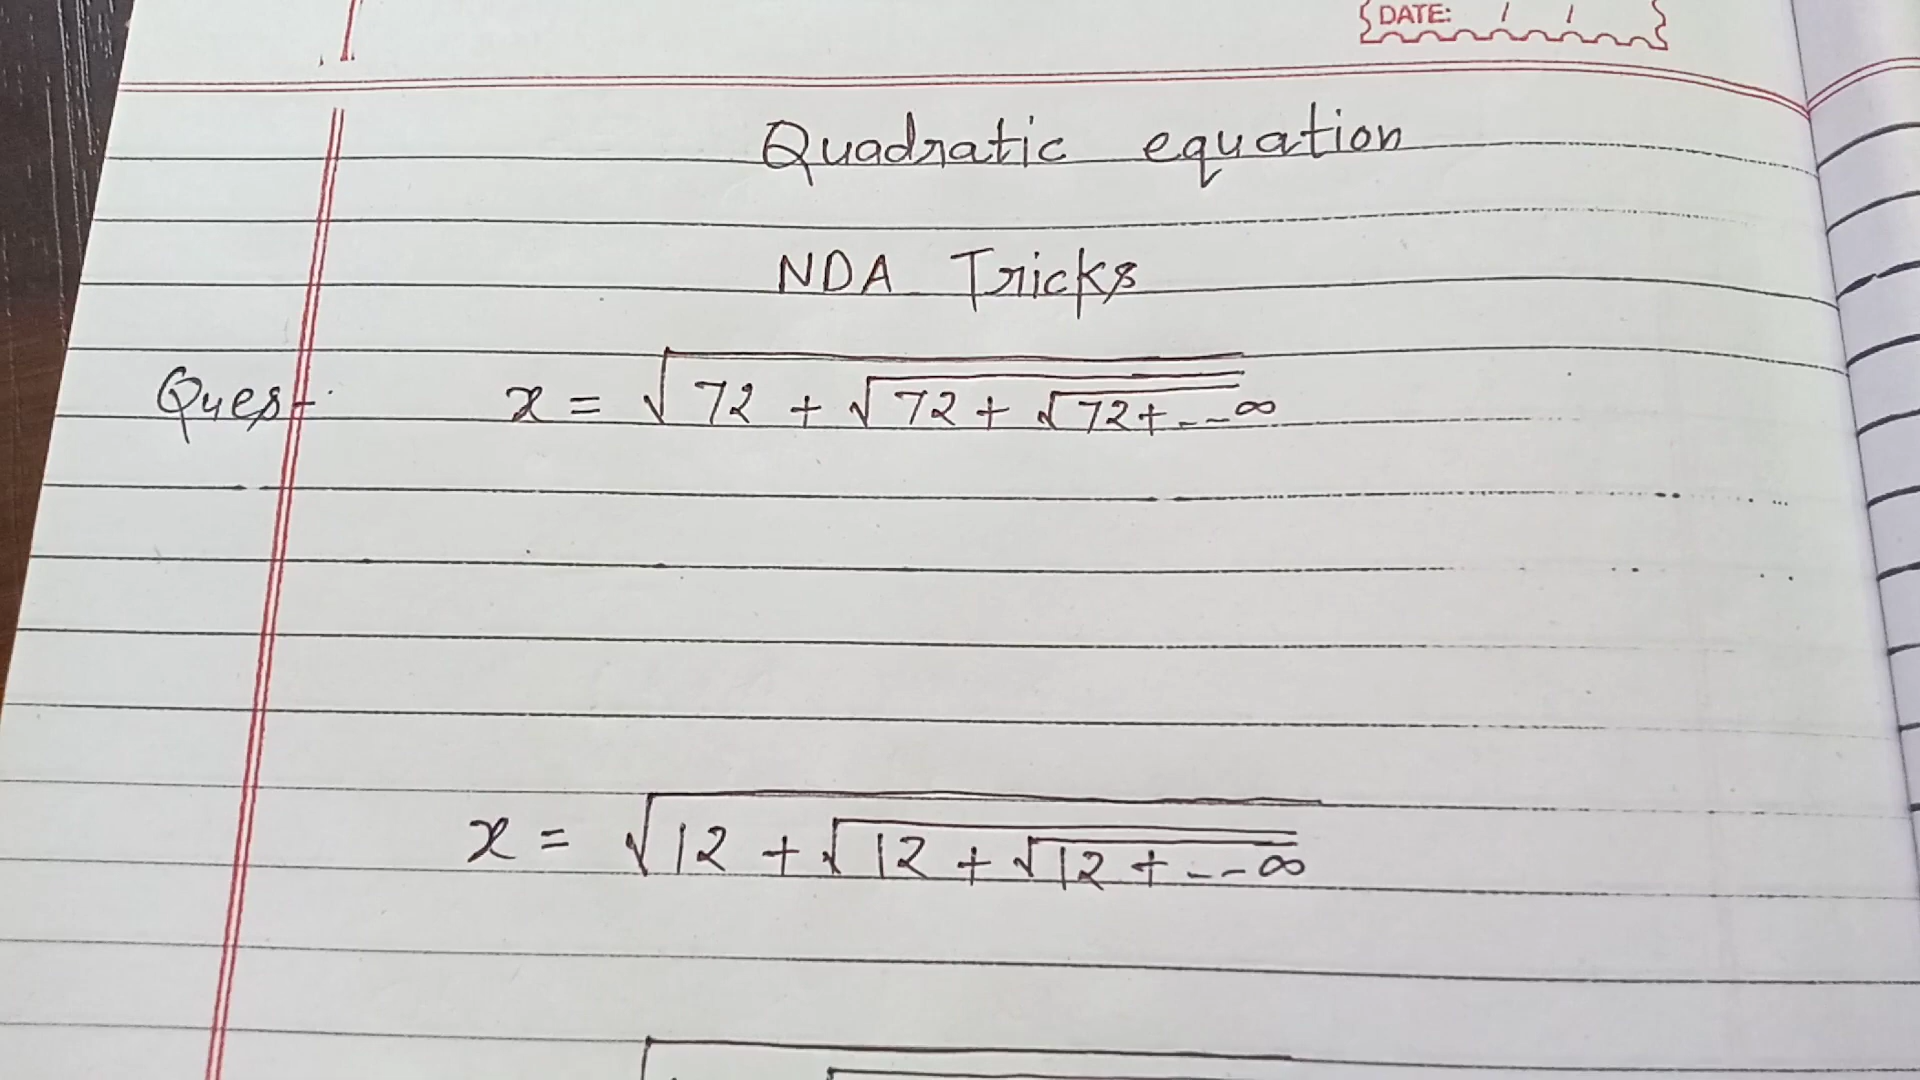 DATE: / /
Quadratic equation
NDA Tricks
Ques- x = √72 + √72 + √72 + --∞
x = √12 + √12 + √12 + --∞